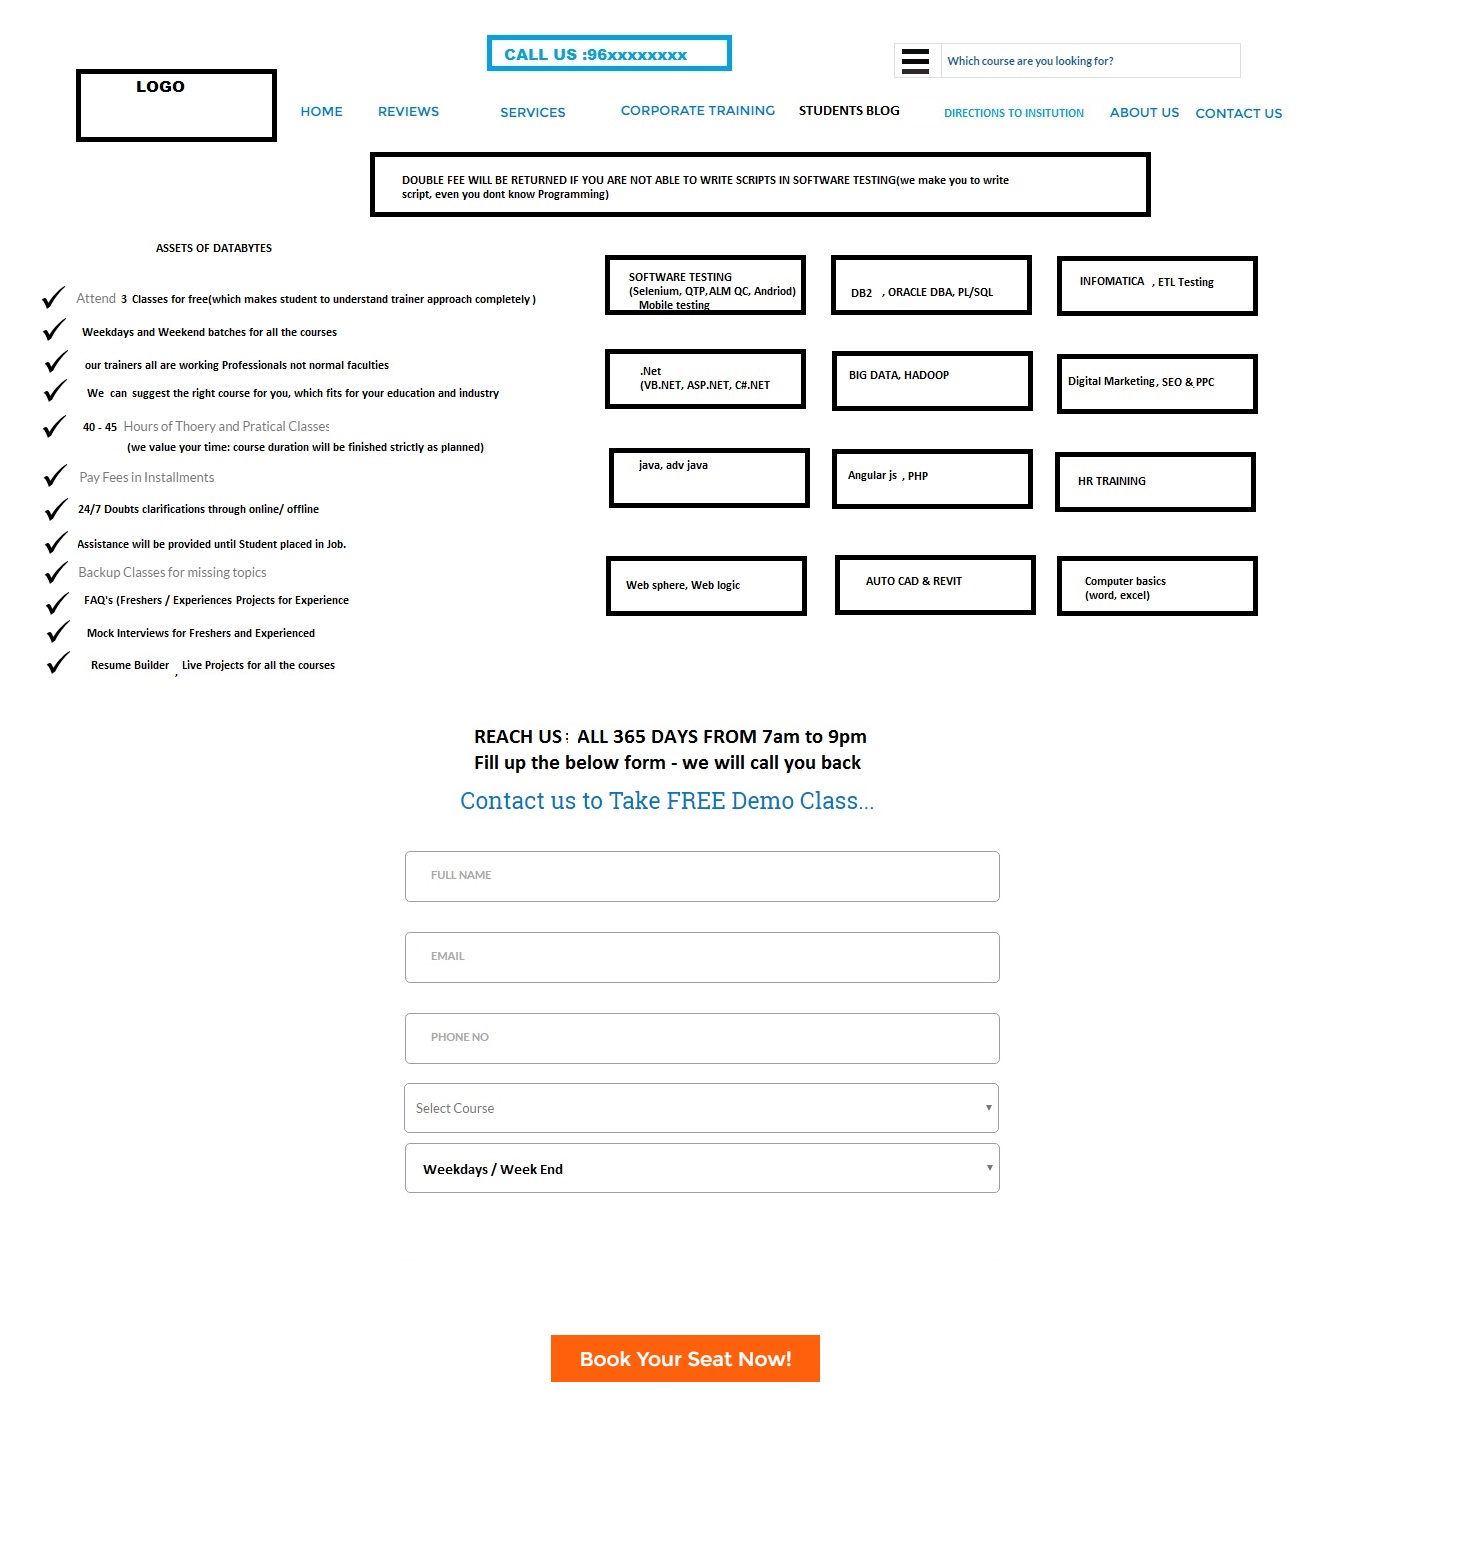 CALL US :96xxxxxxxx
Which course are you looking for?
LOGO
HOME REVIEWS SERVICES CORPORATE TRAINING STUDENTS BLOG DIRECTIONS TO INSITUTION ABOUT US CONTACT US
DOUBLE FEE WILL BE RETURNED IF YOU ARE NOT ABLE TO WRITE SCRIPTS IN SOFTWARE TESTING(we make you to write
script, even you dont know Programming)
ASSETS OF DATABYTES
Attend 3 Classes for free(which makes student to understand trainer approach completely )
Weekdays and Weekend batches for all the courses
our trainers all are working Professionals not normal faculties
We can suggest the right course for you, which fits for your education and industry
40 - 45 Hours of Thoery and Pratical Classes
(we value your time: course duration will be finished strictly as planned)
Pay Fees in Installments
24/7 Doubts clarifications through online/ offline
Assistance will be provided until Student placed in Job.
Backup Classes for missing topics
FAQ's (Freshers / Experiences Projects for Experience
Mock Interviews for Freshers and Experienced
Resume Builder , Live Projects for all the courses
SOFTWARE TESTING
(Selenium, QTP,ALM QC, Andriod)
Mobile testing
DB2 , ORACLE DBA, PL/SQL
INFOMATICA , ETL Testing
.Net
(VB.NET, ASP.NET, C#.NET
BIG DATA, HADOOP
Digital Marketing, SEO & PPC
java, adv java
Angular js , PHP
HR TRAINING
Web sphere, Web logic
AUTO CAD & REVIT
Computer basics
(word, excel)
REACH US : ALL 365 DAYS FROM 7am to 9pm
Fill up the below form - we will call you back
Contact us to Take FREE Demo Class...
FULL NAME
EMAIL
PHONE NO
Select Course
Weekdays / Week End
Book Your Seat Now!